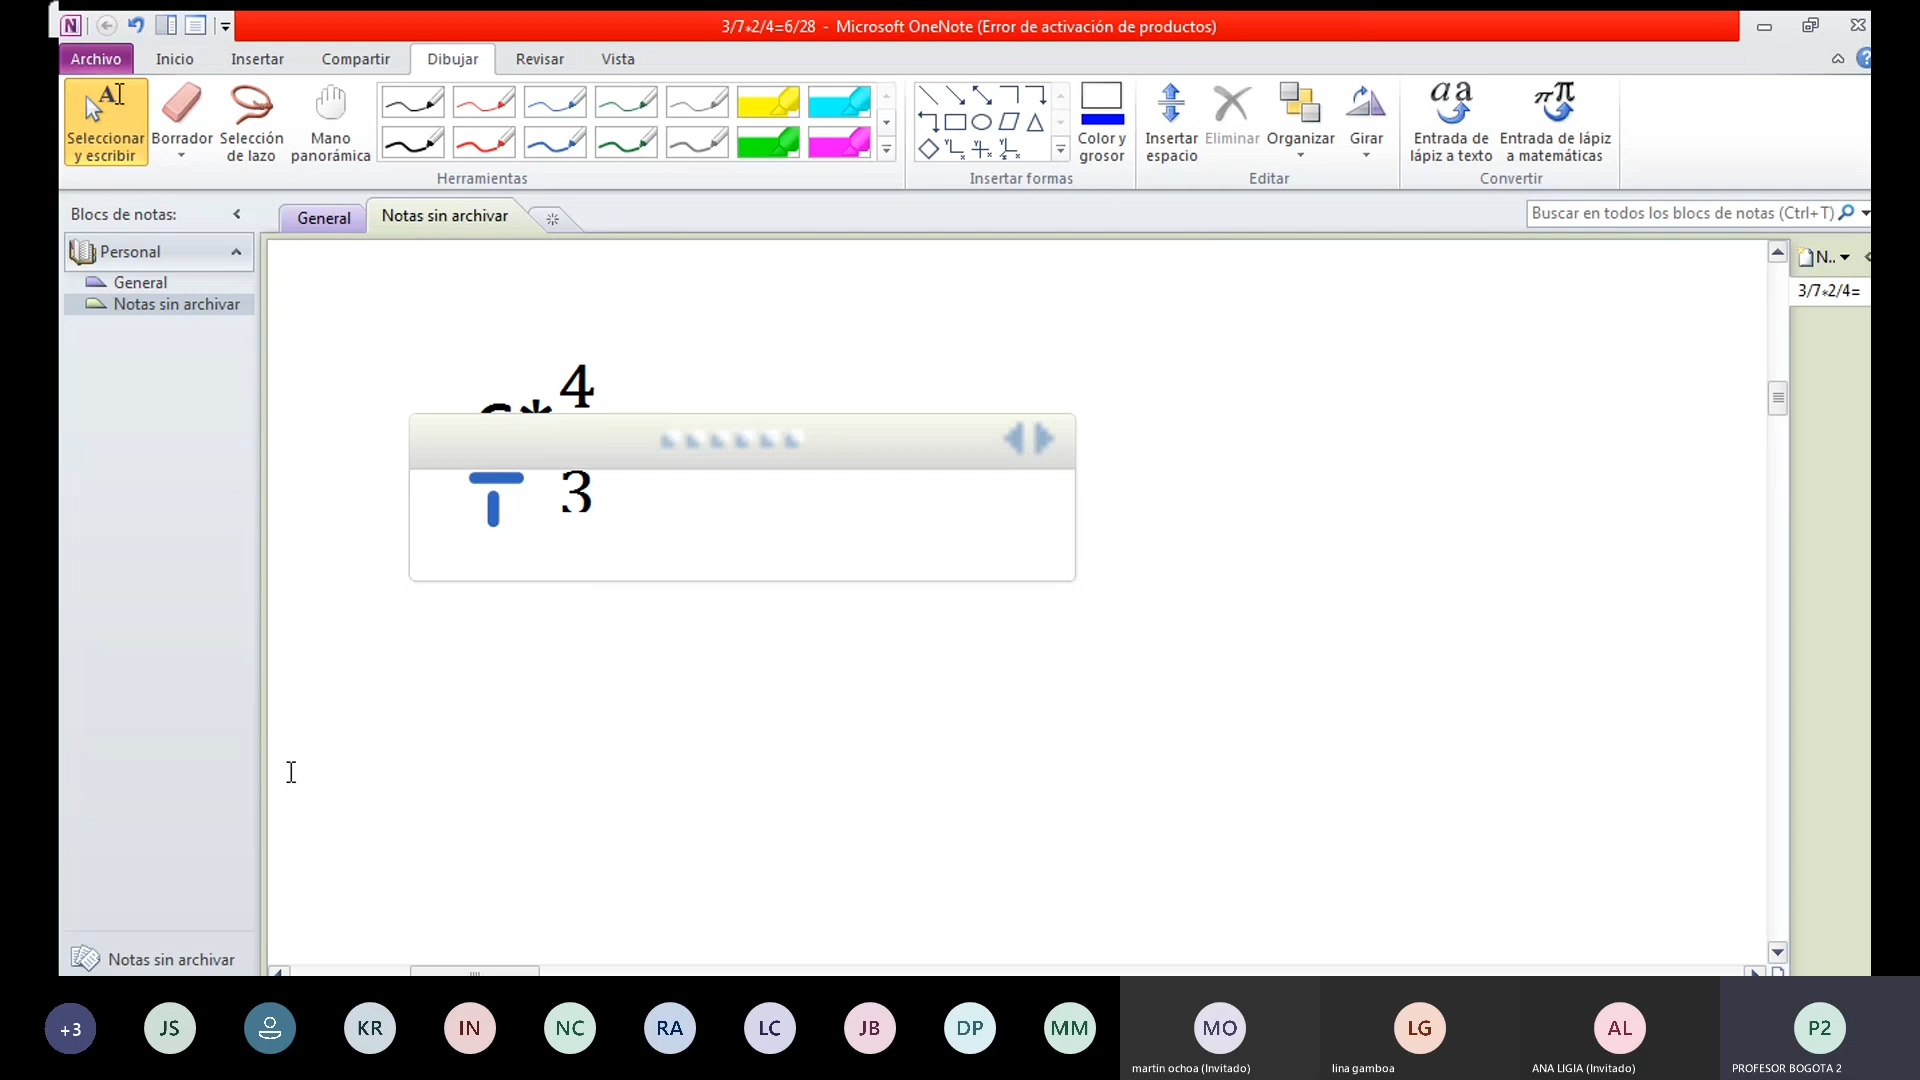 3/7*2/4=6/28 - Microsoft OneNote (Error de activación de productos)
Archivo Inicio Insertar Compartir Dibujar Revisar Vista
Seleccionar y escribir
Borrador
Selección de lazo
Mano panorámica
Herramientas
Insertar formas
Color y grosor
Insertar espacio
Eliminar
Organizar
Girar
Editar
Entrada de lápiz a texto
Entrada de lápiz a matemáticas
Convertir
Blocs de notas:
General
Notas sin archivar
Buscar en todos los blocs de notas (Ctrl+T)
Personal
General
Notas sin archivar
N..
3/7*2/4=
4
*
3
Notas sin archivar
+3 JS KR IN NC RA LC JB DP MM MO LG AL P2
martin ochoa (Invitado)
lina gamboa
ANA LIGIA (Invitado)
PROFESOR BOGOTA 2